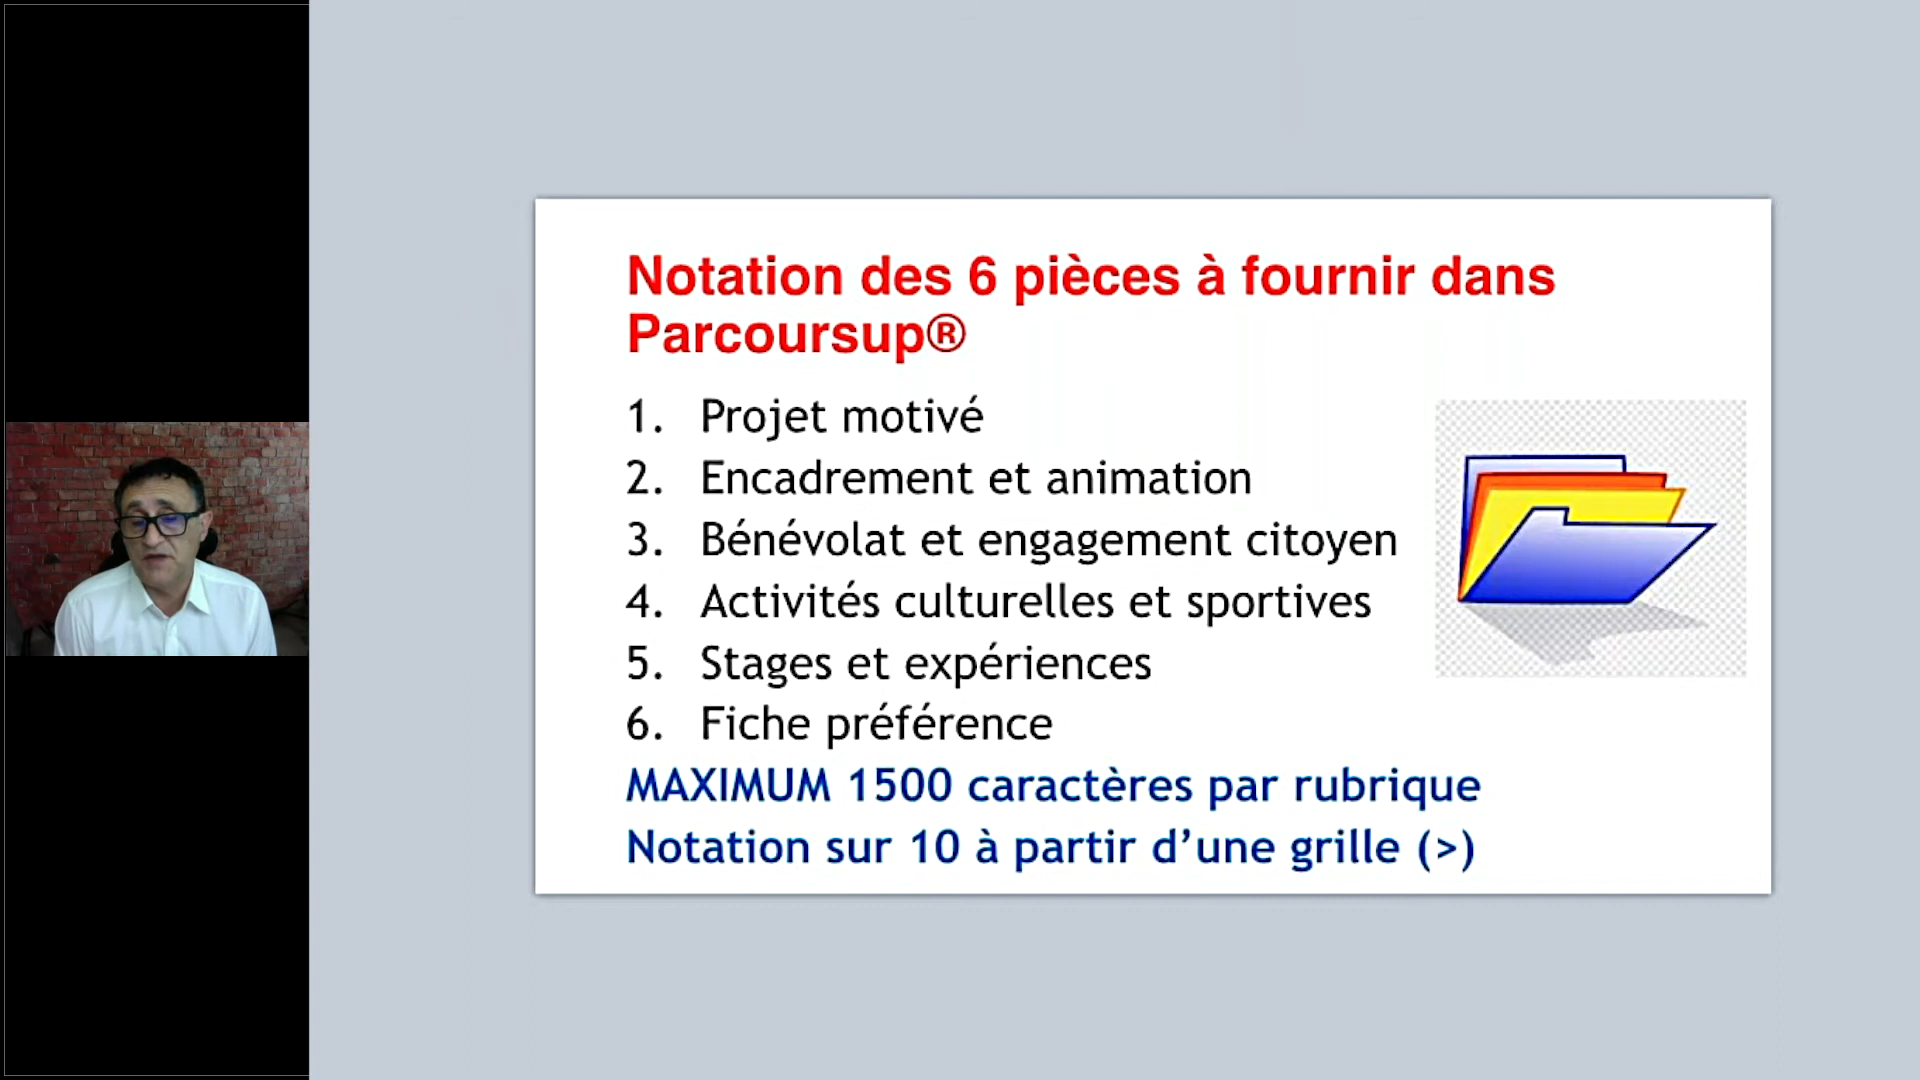 Notation des 6 pièces à fournir dans
Parcoursup®
1. Projet motivé
2. Encadrement et animation
3. Bénévolat et engagement citoyen
4. Activités culturelles et sportives
5. Stages et expériences
6. Fiche préférence
MAXIMUM 1500 caractères par rubrique
Notation sur 10 à partir d’une grille (>)